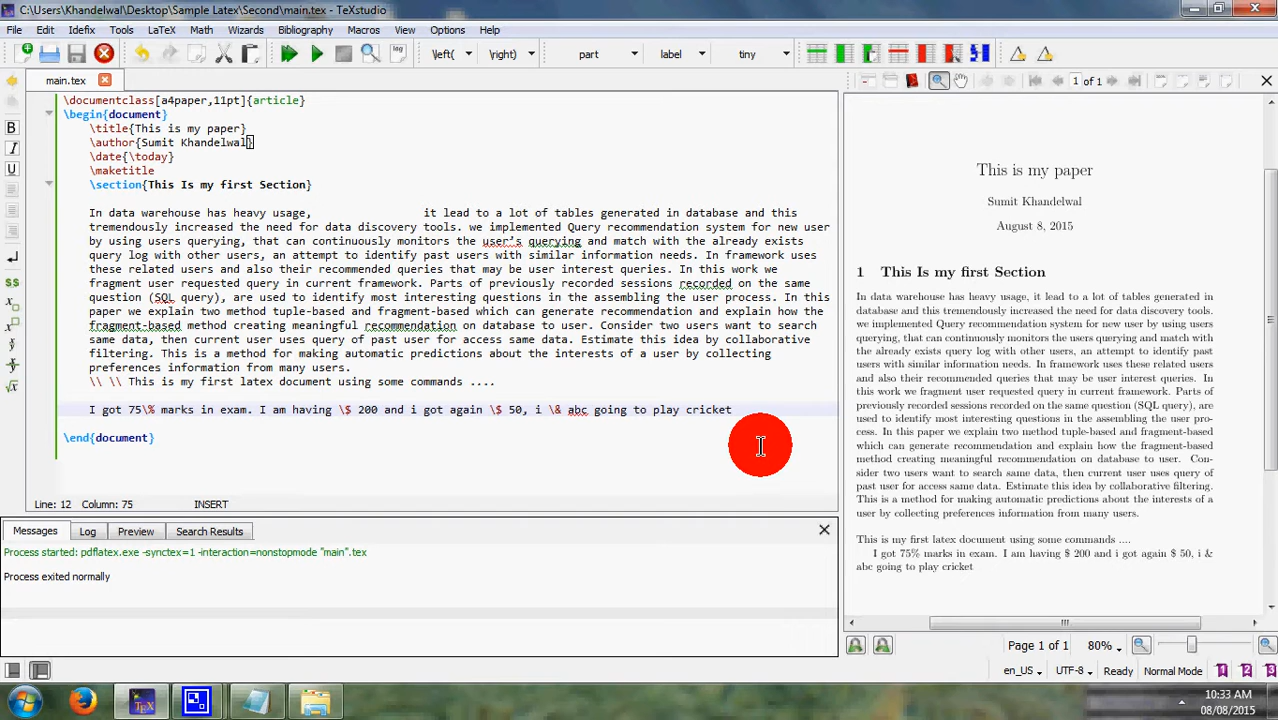 C:\Users\Khandelwal\Desktop\Sample Latex\Second\main.tex - TeXstudio
File Edit Idefix Tools LaTeX Math Wizards Bibliography Macros View Options Help
log \left( \right) part label tiny
main.tex
1 of 1
\documentclass[a4paper,11pt]{article}
\begin{document}
\title{This is my paper}
\author{Sumit Khandelwal}
\date{\today}
\maketitle
\section{This Is my first Section}
In data warehouse has heavy usage, it lead to a lot of tables generated in database and this
tremendously increased the need for data discovery tools. we implemented Query recommendation system for new user
by using users querying, that can continuously monitors the user's querying and match with the already exists
query log with other users, an attempt to identify past users with similar information needs. In framework uses
these related users and also their recommended queries that may be user interest queries. In this work we
fragment user requested query in current framework. Parts of previously recorded sessions recorded on the same
question (SQL query), are used to identify most interesting questions in the assembling the user process. In this
paper we explain two method tuple-based and fragment-based which can generate recommendation and explain how the
fragment-based method creating meaningful recommendation on database to user. Consider two users want to search
same data, then current user uses query of past user for access same data. Estimate this idea by collaborative
filtering. This is a method for making automatic predictions about the interests of a user by collecting
preferences information from many users.
\\ \\ This is my first latex document using some commands ....
I got 75\% marks in exam. I am having \$ 200 and i got again \$ 50, i \& abc going to play cricket
\end{document}
Line: 12 Column: 75 INSERT
Messages Log Preview Search Results
Process started: pdflatex.exe -synctex=1 -interaction=nonstopmode "main".tex
Process exited normally
This is my paper
Sumit Khandelwal
August 8, 2015
1 This Is my first Section
In data warehouse has heavy usage, it lead to a lot of tables generated in
database and this tremendously increased the need for data discovery tools.
we implemented Query recommendation system for new user by using users
querying, that can continuously monitors the users querying and match with
the already exists query log with other users, an attempt to identify past
users with similar information needs. In framework uses these related users
and also their recommended queries that may be user interest queries. In
this work we fragment user requested query in current framework. Parts of
previously recorded sessions recorded on the same question (SQL query), are
used to identify most interesting questions in the assembling the user pro-
cess. In this paper we explain two method tuple-based and fragment-based
which can generate recommendation and explain how the fragment-based
method creating meaningful recommendation on database to user. Con-
sider two users want to search same data, then current user uses query of
past user for access same data. Estimate this idea by collaborative filtering.
This is a method for making automatic predictions about the interests of a
user by collecting preferences information from many users.
This is my first latex document using some commands ....
I got 75% marks in exam. I am having $ 200 and i got again $ 50, i &
abc going to play cricket
Page 1 of 1 80%
en_US UTF-8 Ready Normal Mode 1 2 3
10:33 AM
08/08/2015